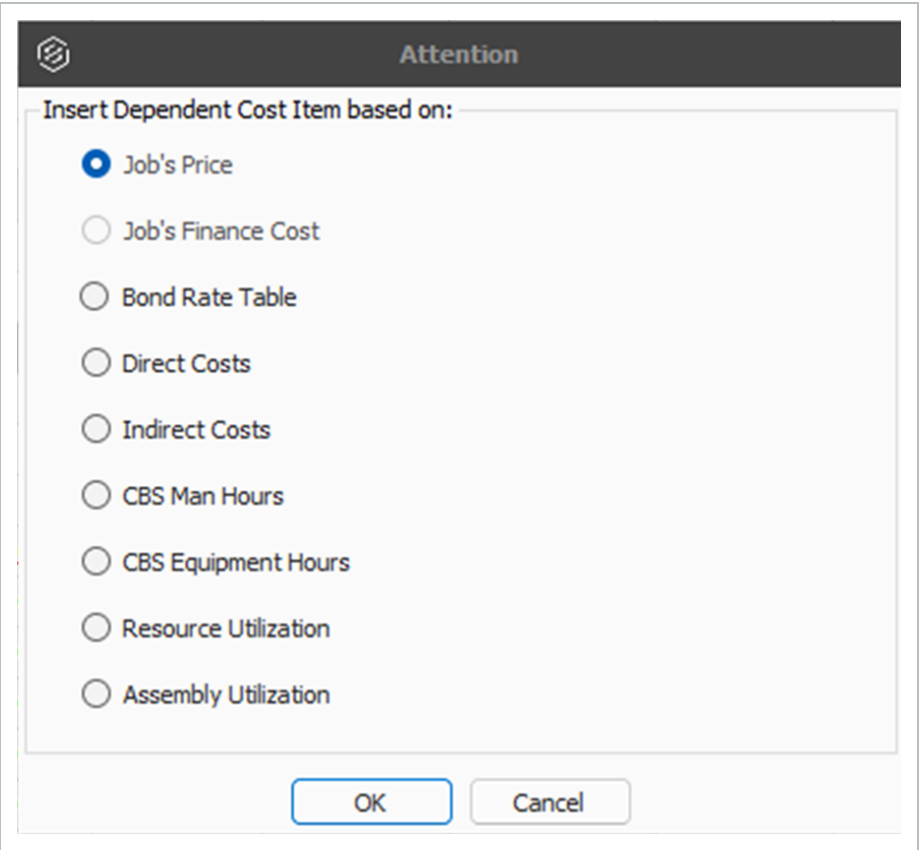 Attention
Insert Dependent Cost Item based on:
Job's Price
Job's Finance Cost
Bond Rate Table
Direct Costs
Indirect Costs
CBS Man Hours
CBS Equipment Hours
Resource Utilization
Assembly Utilization
OK Cancel